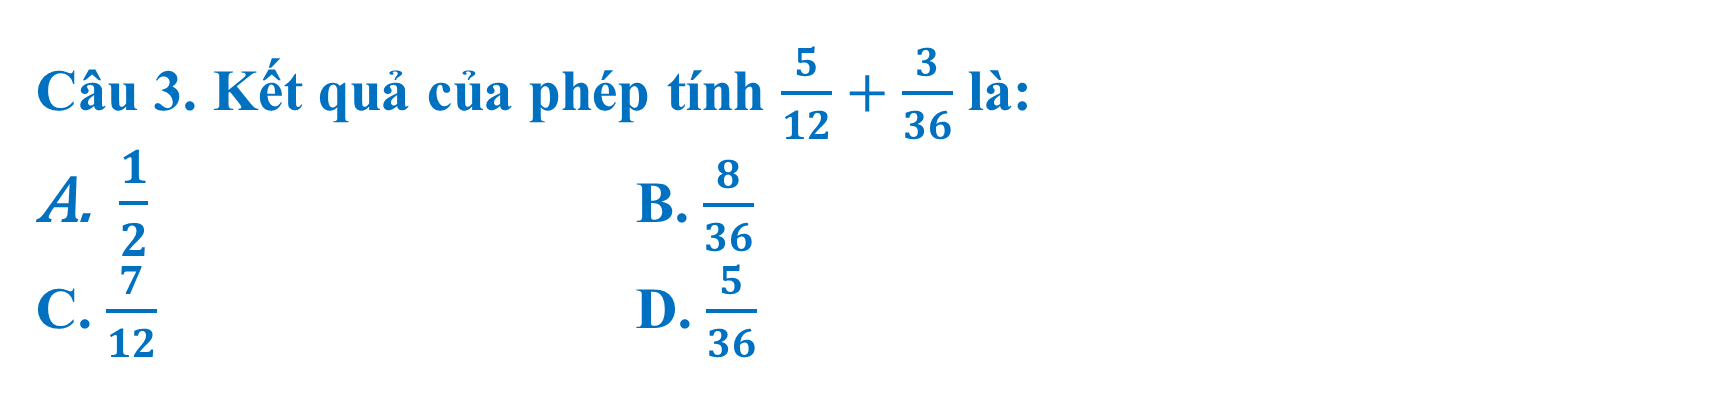 Câu 3. Kết quả của phép tính 5/12 + 3/36 là:
A. 1/2 B. 8/36
C. 7/12 D. 5/36